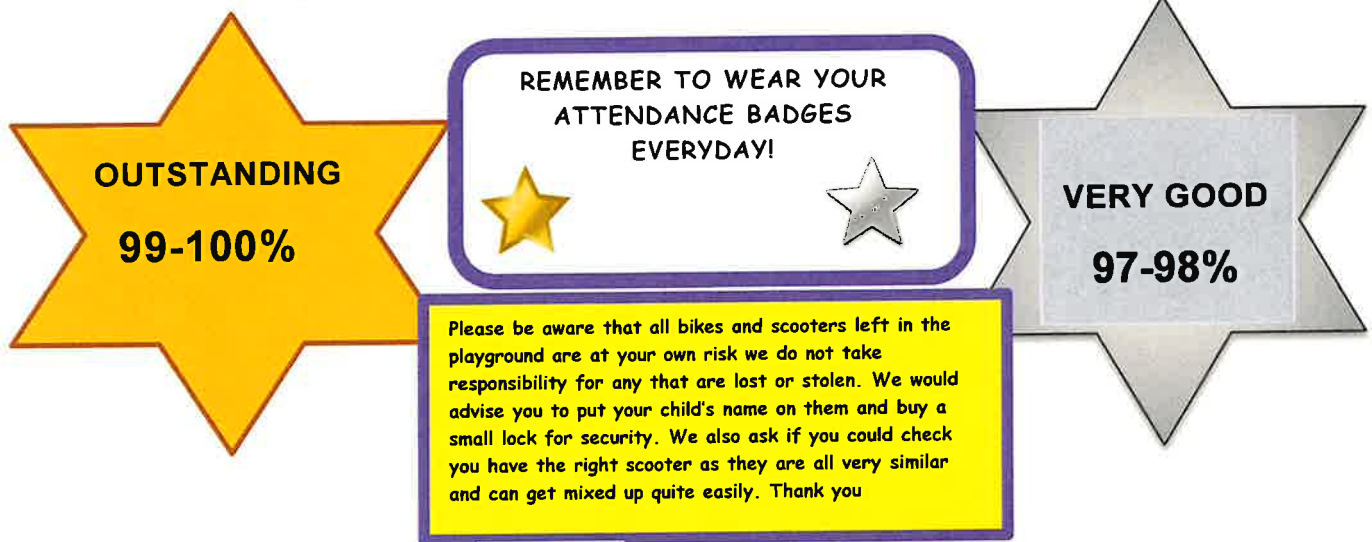 OUTSTANDING
99-100%
REMEMBER TO WEAR YOUR
ATTENDANCE BADGES
EVERYDAY!
VERY GOOD
97-98%
Please be aware that all bikes and scooters left in the
playground are at your own risk we do not take
responsibility for any that are lost or stolen. We would
advise you to put your child's name on them and buy a
small lock for security. We also ask if you could check
you have the right scooter as they are all very similar
and can get mixed up quite easily. Thank you